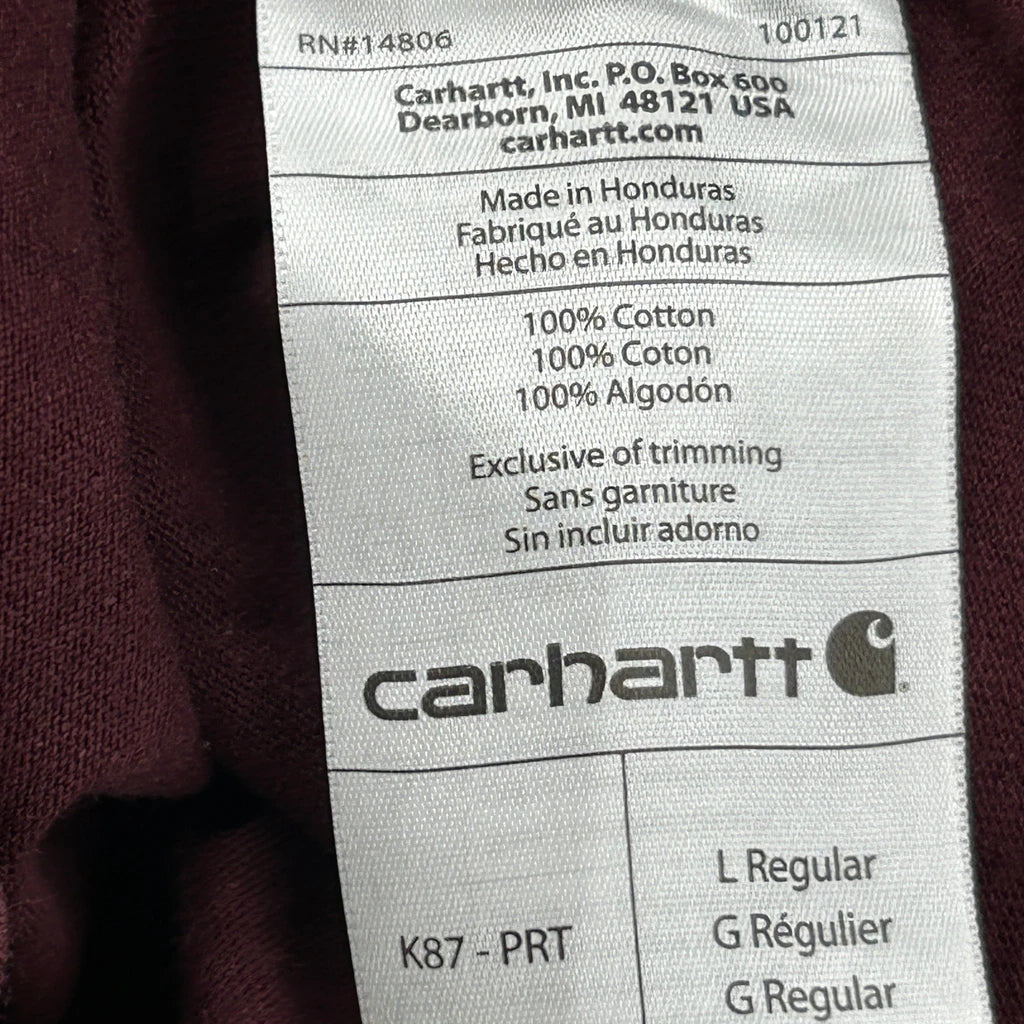 RN#14806 100121
Carhartt, Inc. P.O. Box 600
Dearborn, MI 48121 USA
carhartt.com
Made in Honduras
Fabriqué au Honduras
Hecho en Honduras
100% Cotton
100% Coton
100% Algodón
Exclusive of trimming
Sans garniture
Sin incluir adorno
carhartt
K87 - PRT
L Regular
G Régulier
G Regular